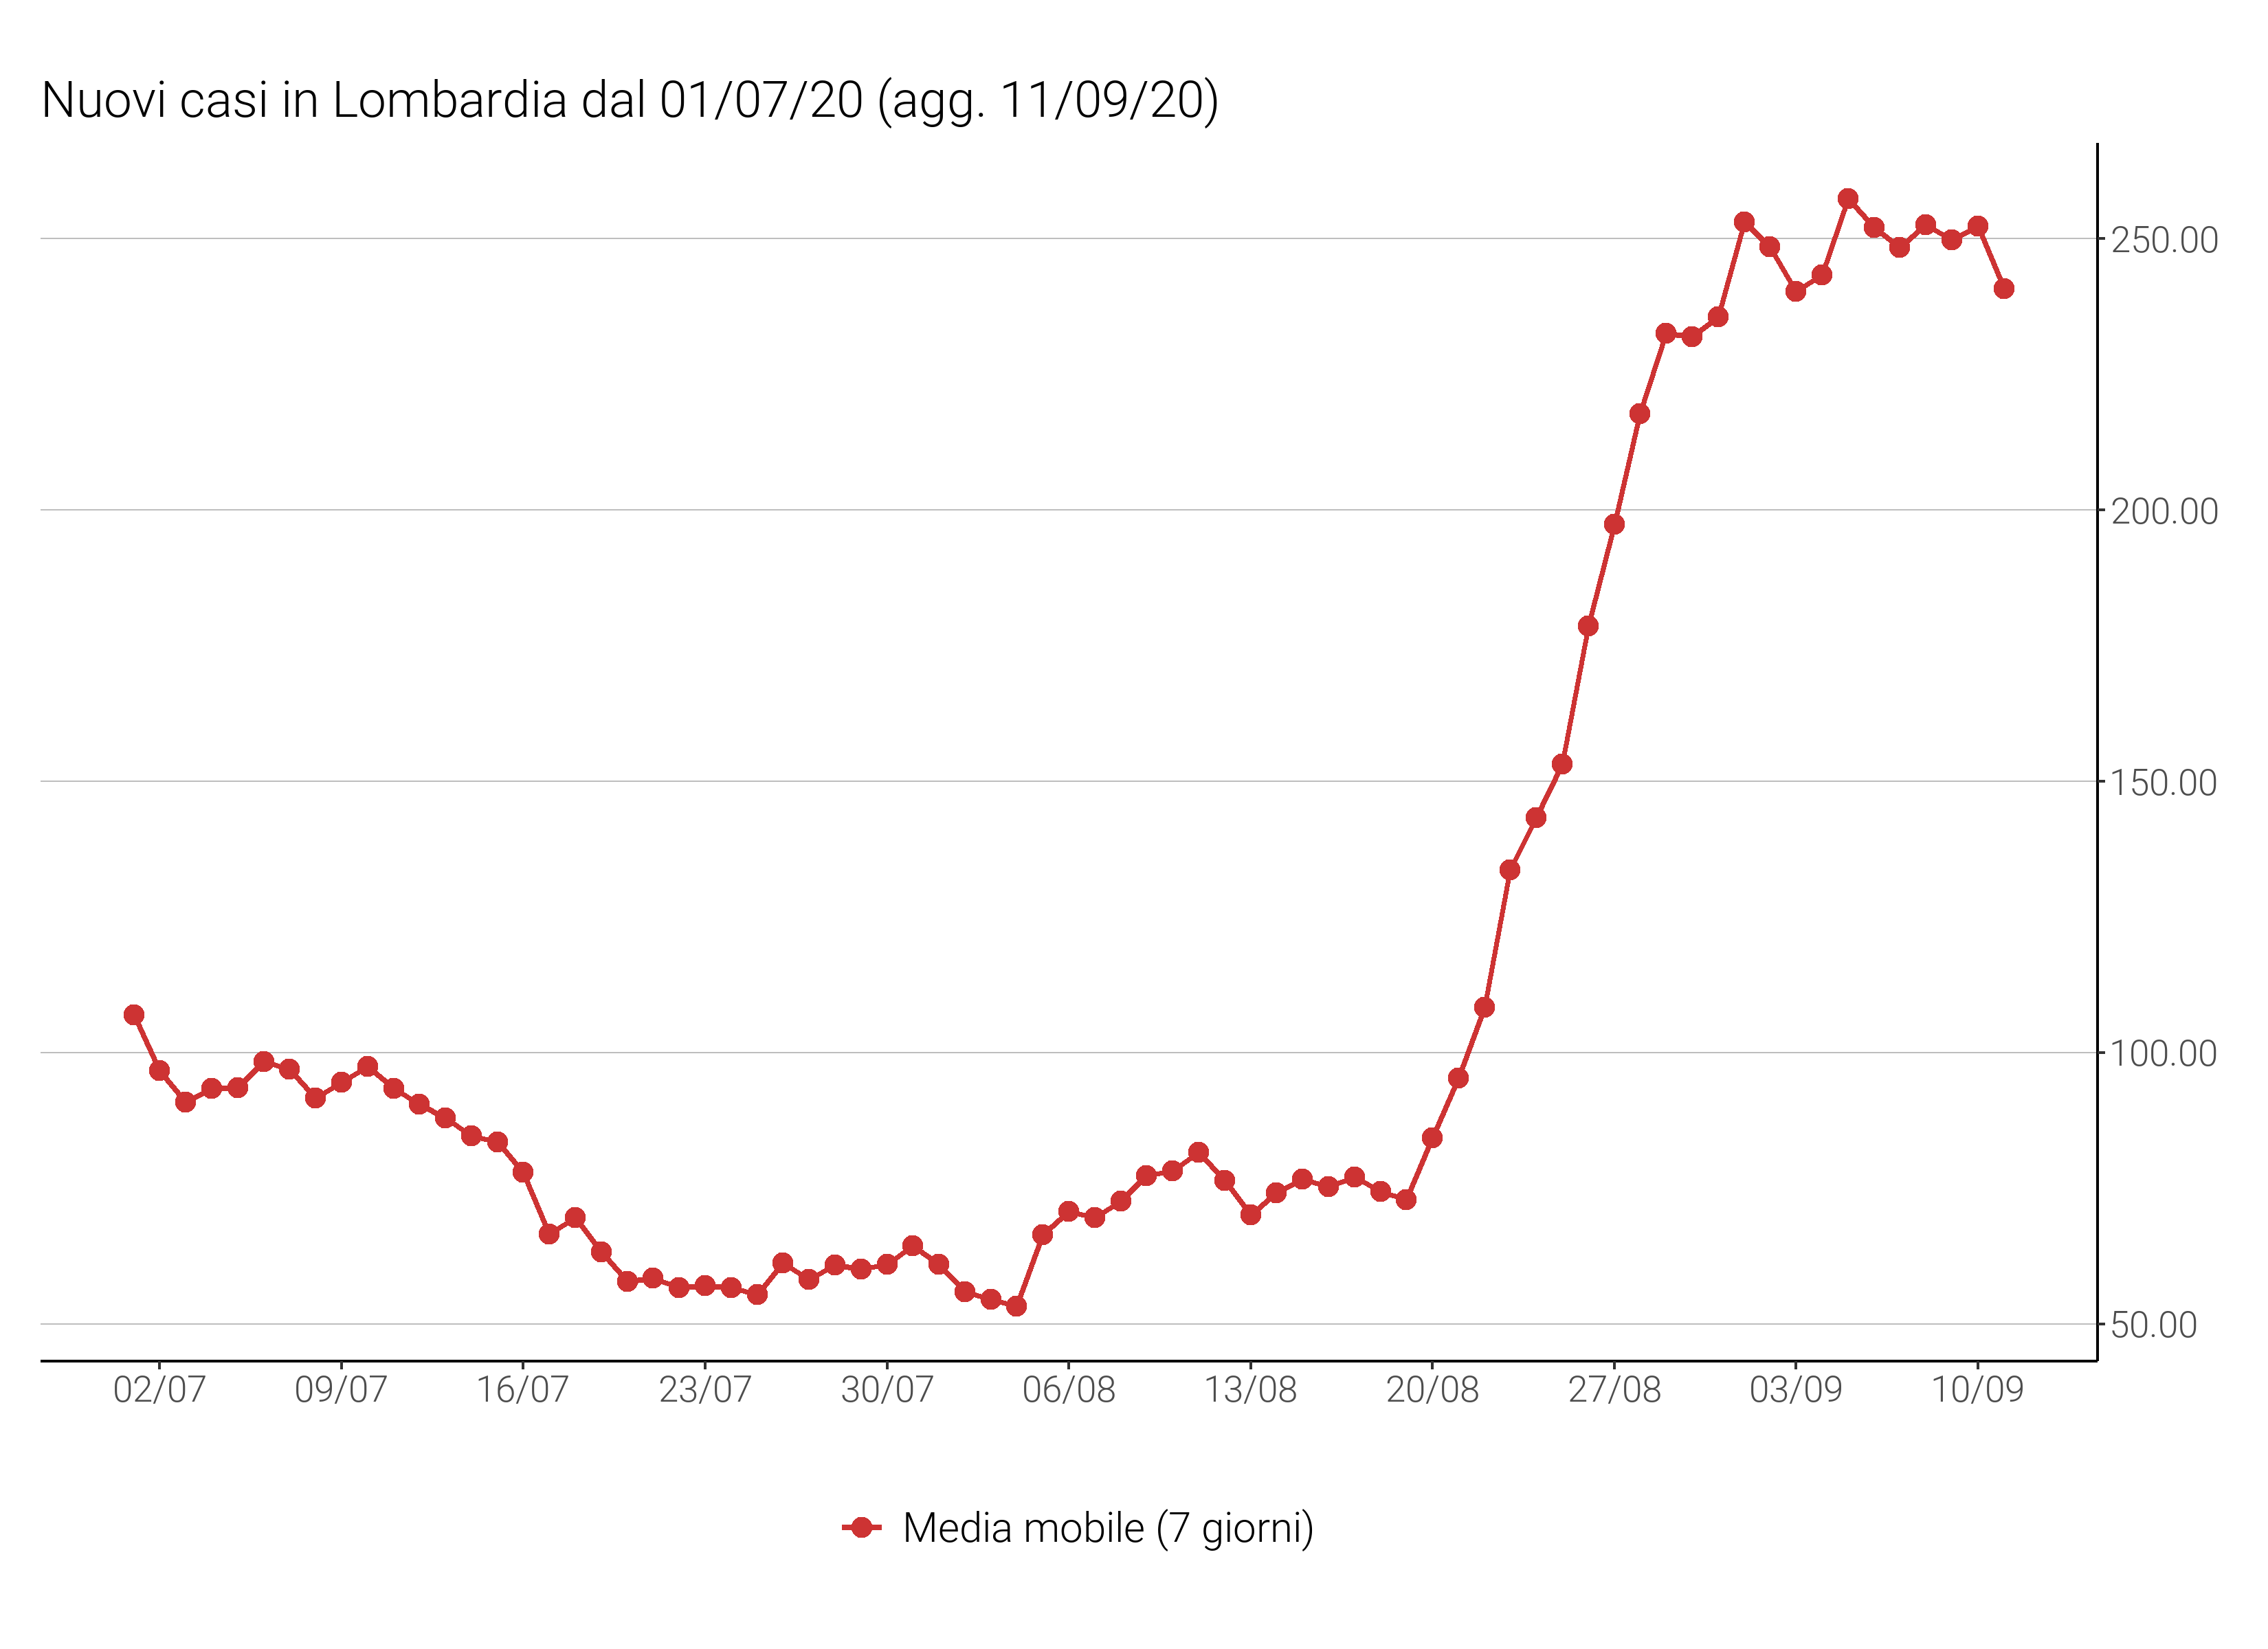 Nuovi casi in Lombardia dal 01/07/20 (agg. 11/09/20)
250.00
200.00
150.00
100.00
50.00
02/07 09/07 16/07 23/07 30/07 06/08 13/08 20/08 27/08 03/09 10/09
Media mobile (7 giorni)